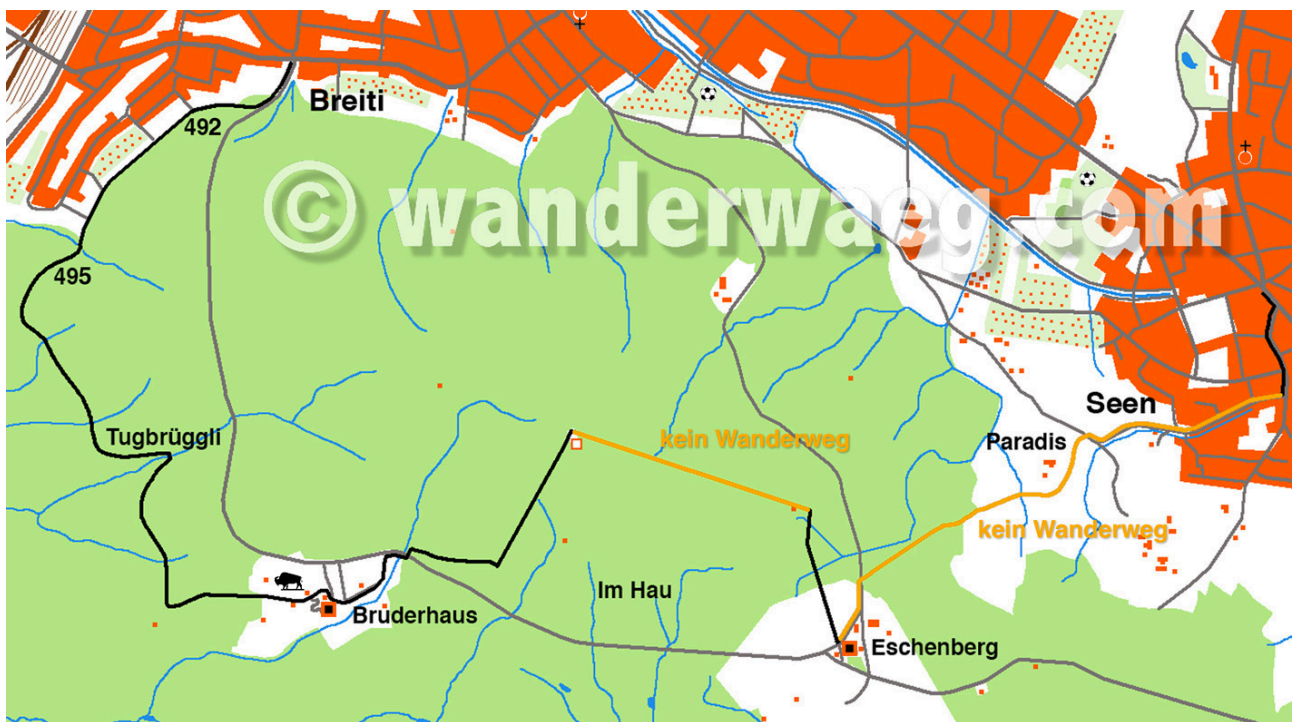 Breiti
492
© wanderwaeg.com
495
Seen
Tugbrüggli
kein Wanderweg
Paradis
kein Wanderweg
Im Hau
Bruderhaus
Eschenberg